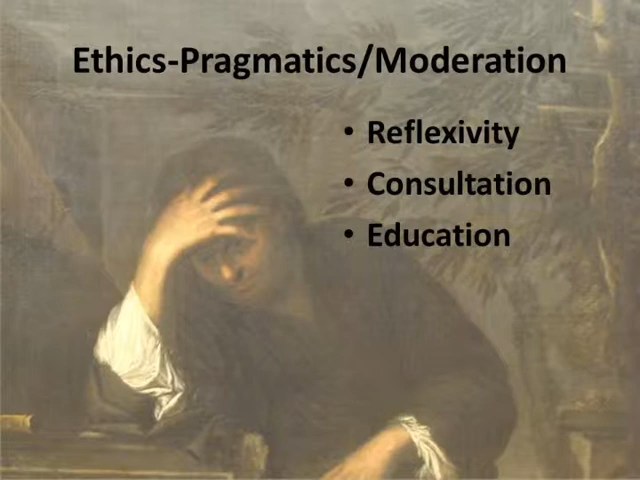 Ethics-Pragmatics/Moderation
• Reflexivity
• Consultation
• Education